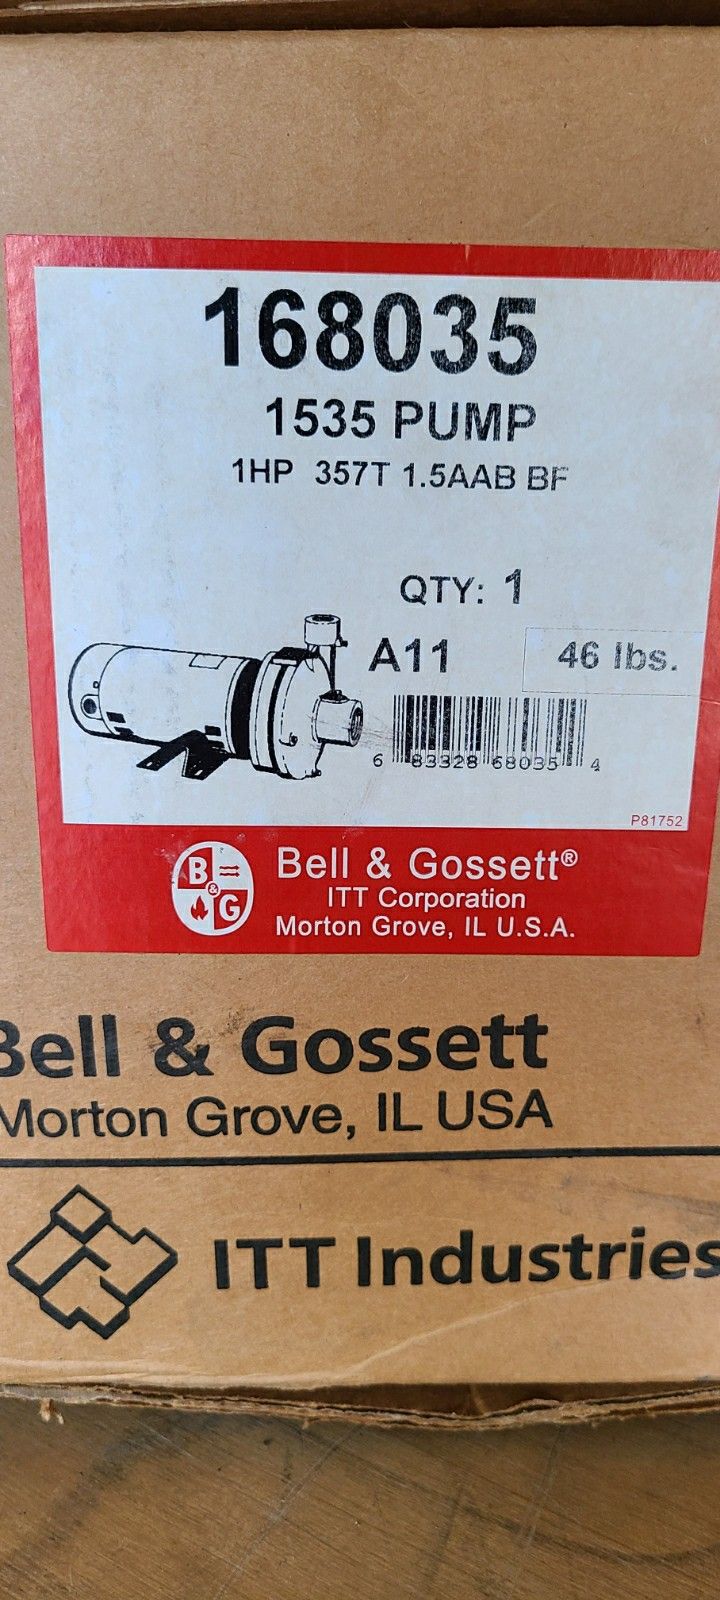 168035
1535 PUMP
1HP 357T 1.5AAB BF
QTY: 1
A11
46 lbs.
6 83328 68035 4
P81752
B & G
Bell & Gossett®
ITT Corporation
Morton Grove, IL U.S.A.
Bell & Gossett
Morton Grove, IL USA
ITT Industries